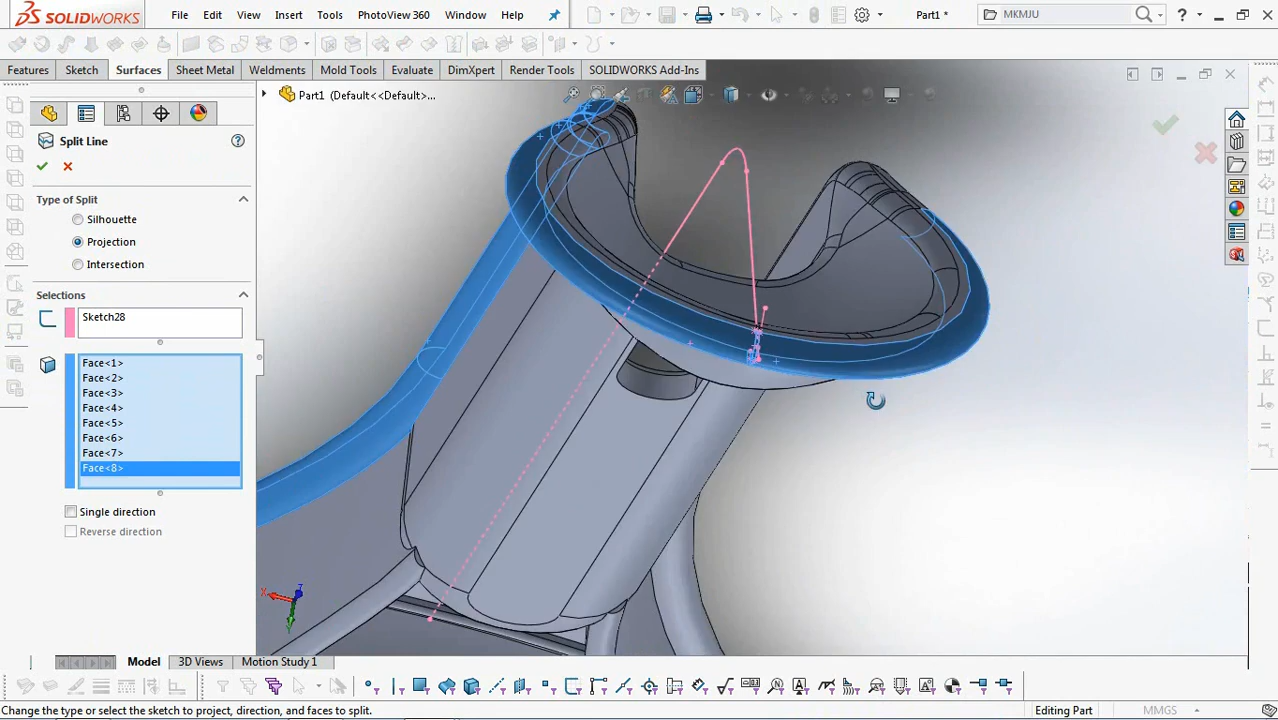 SOLIDWORKS File Edit View Insert Tools PhotoView 360 Window Help Part1 * MKMJU ?
Features Sketch Surfaces Sheet Metal Weldments Mold Tools Evaluate DimXpert Render Tools SOLIDWORKS Add-Ins
Part1 (Default<<Default>...
Split Line ?
Type of Split
Silhouette
Projection
Intersection
Selections
Sketch28
Face<1>
Face<2>
Face<3>
Face<4>
Face<5>
Face<6>
Face<7>
Face<8>
Single direction
Reverse direction
X Z
Y
Model 3D Views Motion Study 1
Change the type or select the sketch to project, direction, and faces to split. Editing Part MMGS